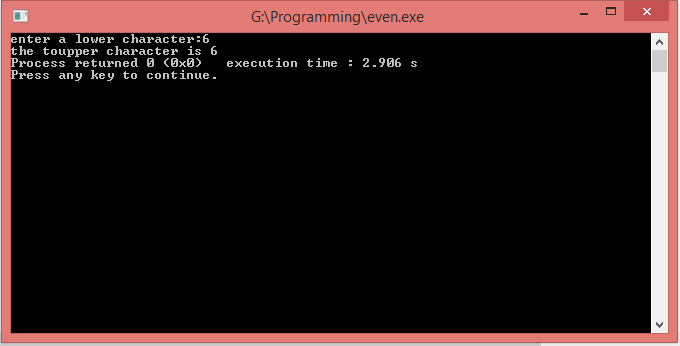 G:\Programming\even.exe
enter a lower character:6
the toupper character is 6
Process returned 0 (0x0)   execution time : 2.906 s
Press any key to continue.